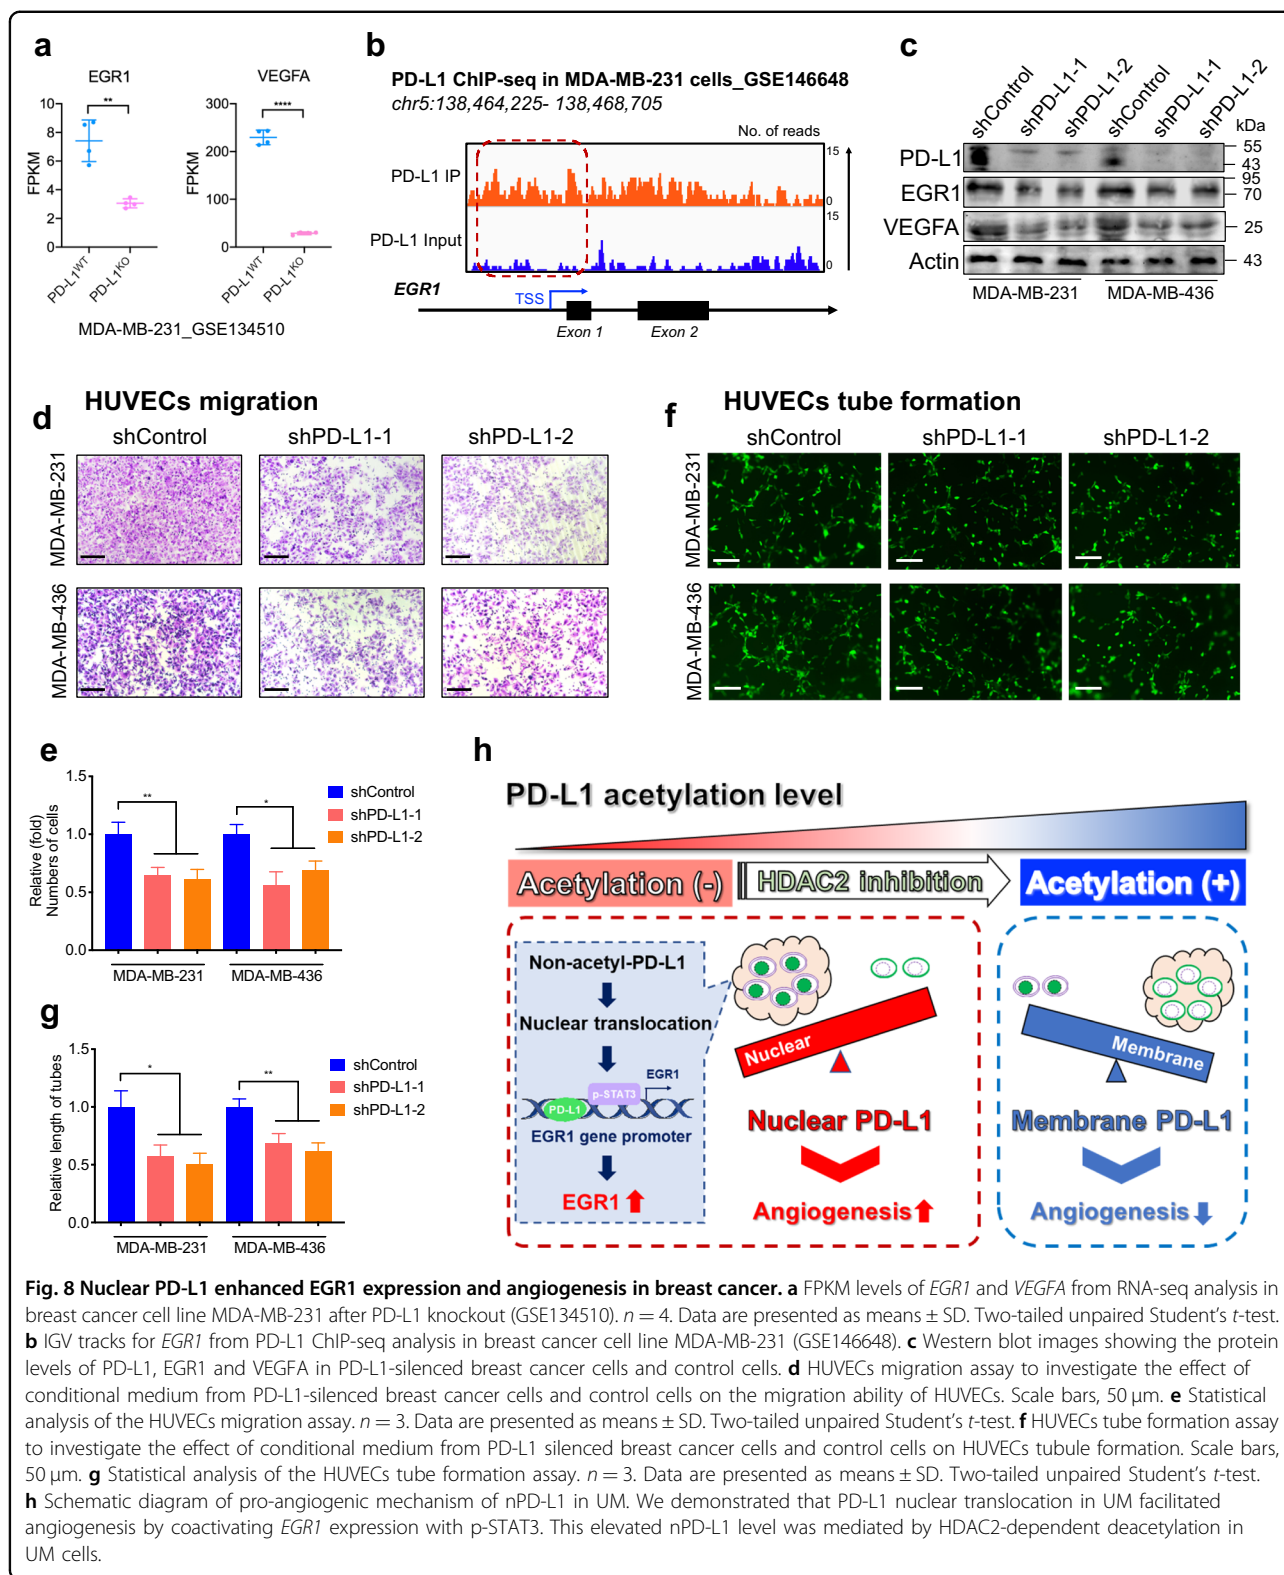 a
EGR1
VEGFA
FPKM
10
8
6
4
2
0
**
PD-L1WT
PD-L1KO
FPKM
300
200
100
0
****
PD-L1WT
PD-L1KO
MDA-MB-231_GSE134510
b
PD-L1 ChIP-seq in MDA-MB-231 cells_GSE146648
chr5:138,464,225- 138,468,705
No. of reads
PD-L1 IP
15
0
PD-L1 Input
15
0
EGR1
TSS
Exon 1
Exon 2
c
shControl
shPD-L1-1
shPD-L1-2
shControl
shPD-L1-1
shPD-L1-2
kDa
PD-L1
55
43
EGR1
95
70
VEGFA
25
Actin
43
MDA-MB-231
MDA-MB-436
d
HUVECs migration
shControl
shPD-L1-1
shPD-L1-2
MDA-MB-231
MDA-MB-436
f
HUVECs tube formation
shControl
shPD-L1-1
shPD-L1-2
MDA-MB-231
MDA-MB-436
e
Relative (fold)
Numbers of cells
1.5
1.0
0.5
0.0
**
*
shControl
shPD-L1-1
shPD-L1-2
MDA-MB-231
MDA-MB-436
g
Relative length of tubes
1.5
1.0
0.5
0.0
*
**
shControl
shPD-L1-1
shPD-L1-2
MDA-MB-231
MDA-MB-436
h
PD-L1 acetylation level
Acetylation (-)
HDAC2 inhibition
Acetylation (+)
Non-acetyl-PD-L1
Nuclear translocation
EGR1
p-STAT3
PD-L1
EGR1 gene promoter
EGR1
Nuclear
Nuclear PD-L1
Angiogenesis
Membrane
Membrane PD-L1
Angiogenesis
Fig. 8 Nuclear PD-L1 enhanced EGR1 expression and angiogenesis in breast cancer. a FPKM levels of EGR1 and VEGFA from RNA-seq analysis in
breast cancer cell line MDA-MB-231 after PD-L1 knockout (GSE134510). n = 4. Data are presented as means ± SD. Two-tailed unpaired Student's t-test.
b IGV tracks for EGR1 from PD-L1 ChIP-seq analysis in breast cancer cell line MDA-MB-231 (GSE146648). c Western blot images showing the protein
levels of PD-L1, EGR1 and VEGFA in PD-L1-silenced breast cancer cells and control cells. d HUVECs migration assay to investigate the effect of
conditional medium from PD-L1-silenced breast cancer cells and control cells on the migration ability of HUVECs. Scale bars, 50 μm. e Statistical
analysis of the HUVECs migration assay. n = 3. Data are presented as means ± SD. Two-tailed unpaired Student's t-test. f HUVECs tube formation assay
to investigate the effect of conditional medium from PD-L1 silenced breast cancer cells and control cells on HUVECs tubule formation. Scale bars,
50 μm. g Statistical analysis of the HUVECs tube formation assay. n = 3. Data are presented as means ± SD. Two-tailed unpaired Student's t-test.
h Schematic diagram of pro-angiogenic mechanism of nPD-L1 in UM. We demonstrated that PD-L1 nuclear translocation in UM facilitated
angiogenesis by coactivating EGR1 expression with p-STAT3. This elevated nPD-L1 level was mediated by HDAC2-dependent deacetylation in
UM cells.